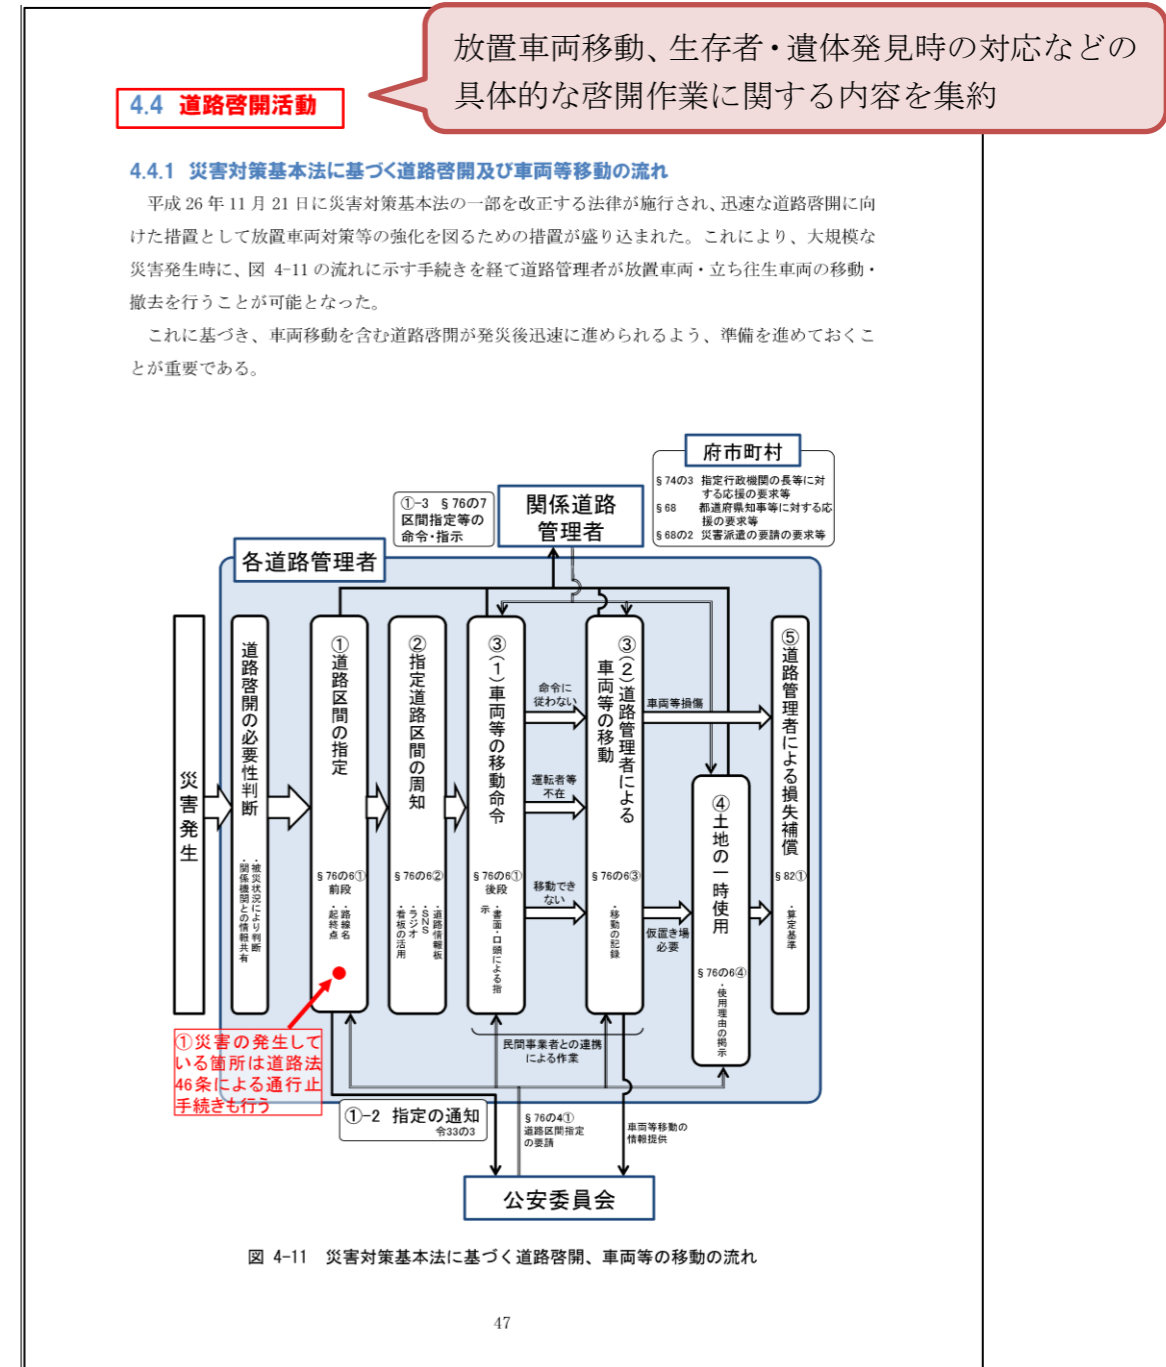 放置車両移動、生存者・遺体発見時の対応などの
具体的な啓開作業に関する内容を集約
4.4 道路啓開活動
4.4.1 災害対策基本法に基づく道路啓開及び車両等移動の流れ
平成 26 年 11 月 21 日に災害対策基本法の一部を改正する法律が施行され、迅速な道路啓開に向
けた措置として放置車両対策等の強化を図るための措置が盛り込まれた。これにより、大規模な
災害発生時に、図 4-11 の流れに示す手続きを経て道路管理者が放置車両・立ち往生車両の移動・
撤去を行うことが可能となった。
これに基づき、車両移動を含む道路啓開が発災後迅速に進められるよう、準備を進めておくこ
とが重要である。
府市町村
§74の3 指定行政機関の長等に対
する応援の要求等
§68 都道府県知事等に対する応
援の要求等
§68の2 災害派遣の要請の要求等
①-3 §76の7
区間指定等の
命令・指示
関係道路
管理者
各道路管理者
災害発生
道路啓開の必要性判断
・被災状況により判断
・関係機関との情報共有
①道路区間の指定
§76の6①
前段
・路線名
・起終点
②指定道路区間の周知
§76の6②
・道路情報板
・SNS
・ラジオ
・看板の活用
③(1)車両等の移動命令
§76の6①
後段
・書面・口頭による指
示
命令に
従わない
運転者等
不在
移動でき
ない
③(2)道路管理者による
車両等の移動
§76の6③
・移動の記録
車両等損傷
仮置き場
必要
④土地の一時使用
§76の6④
・使用理由の掲示
⑤道路管理者による損失補償
§82①
・算定基準
民間事業者との連携
による作業
①災害の発生して
いる箇所は道路法
46条による通行止
手続きも行う
①-2 指定の通知
令33の3
§76の4①
道路区間指定
の要請
車両等移動の
情報提供
公安委員会
図 4-11 災害対策基本法に基づく道路啓開、車両等の移動の流れ
47